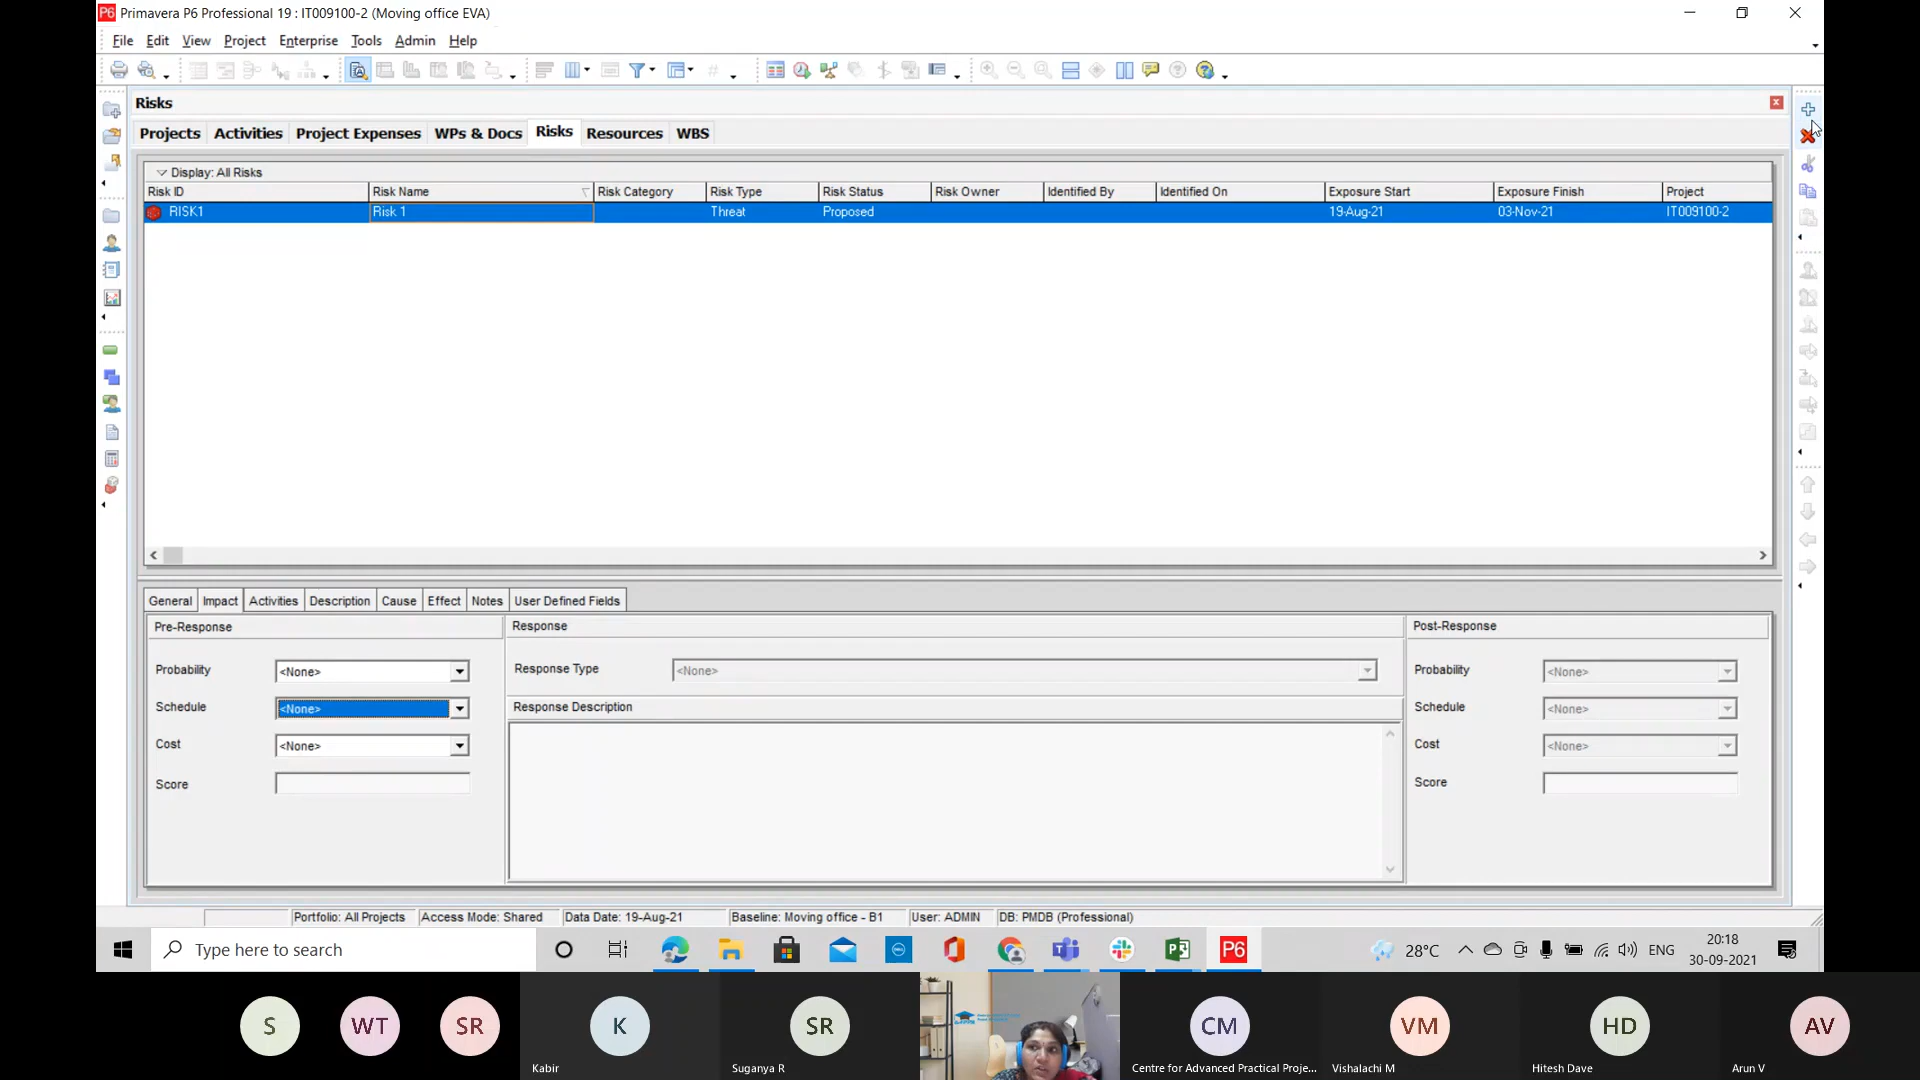 P6 Primavera P6 Professional 19 : IT009100-2 (Moving office EVA)
File Edit View Project Enterprise Tools Admin Help
Risks
Projects Activities Project Expenses WPs & Docs Risks Resources WBS
Display: All Risks
Risk ID Risk Name Risk Category Risk Type Risk Status Risk Owner Identified By Identified On Exposure Start Exposure Finish Project
RISK1 Risk 1 Threat Proposed 19-Aug-21 03-Nov-21 IT009100-2
General Impact Activities Description Cause Effect Notes User Defined Fields
Pre-Response Response Post-Response
Probability <None> Response Type <None> Probability <None>
Schedule <None> Response Description Schedule <None>
Cost <None> Cost <None>
Score Score
Portfolio: All Projects Access Mode: Shared Data Date: 19-Aug-21 Baseline: Moving office - B1 User: ADMIN DB: PMDB (Professional)
Type here to search P6 28°C ENG 20:18
30-09-2021
S WT SR K SR CM VM HD AV
Kabir Suganya R Centre for Advanced Practical Proje... Vishalachi M Hitesh Dave Arun V